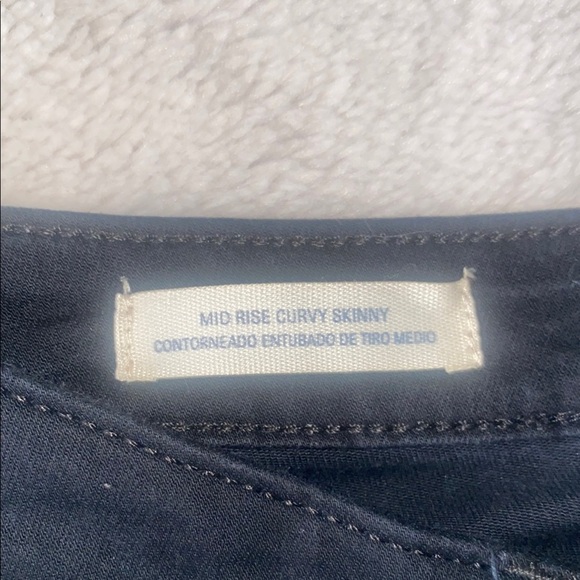 MID RISE CURVY SKINNY
CONTORNEADO ENTUBADO DE TIRO MEDIO